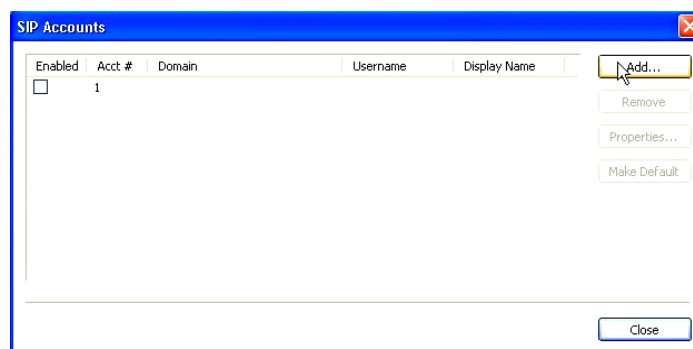 SIP Accounts
Enabled Acct # Domain Username Display Name
1
Add...
Remove
Properties...
Make Default
Close